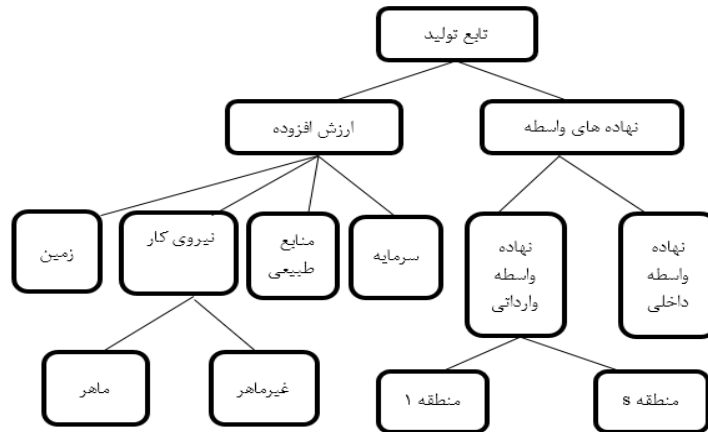 تابع تولید
نهاده های واسطه
ارزش افزوده
نهاده
واسطه
داخلی
نهاده
واسطه
وارداتی
سرمایه
منابع
طبیعی
نیروی کار
زمین
منطقه s
منطقه ۱
غیرماهر
ماهر